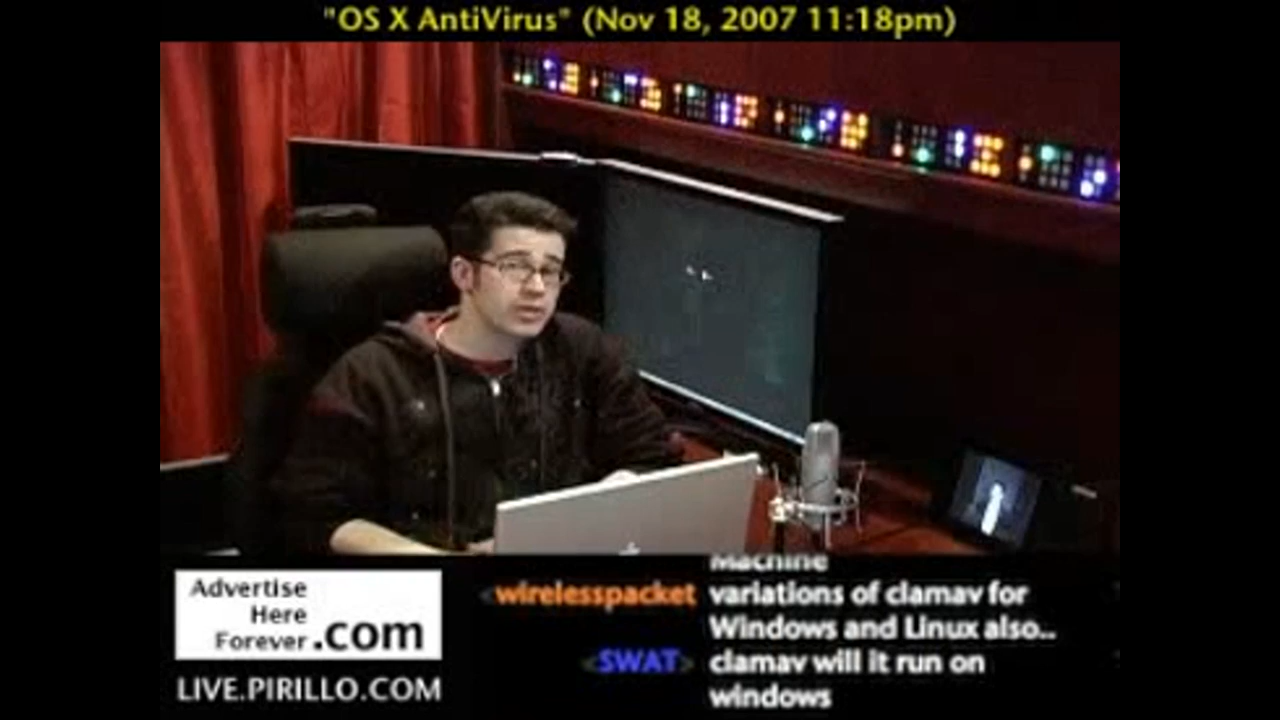 "OS X AntiVirus" (Nov 18, 2007 11:18pm)
Advertise
Here
Forever.com
LIVE.PIRILLO.COM
Machine
<wirelesspacket variations of clamav for
Windows and Linux also..
<SWAT> clamav will it run on
windows